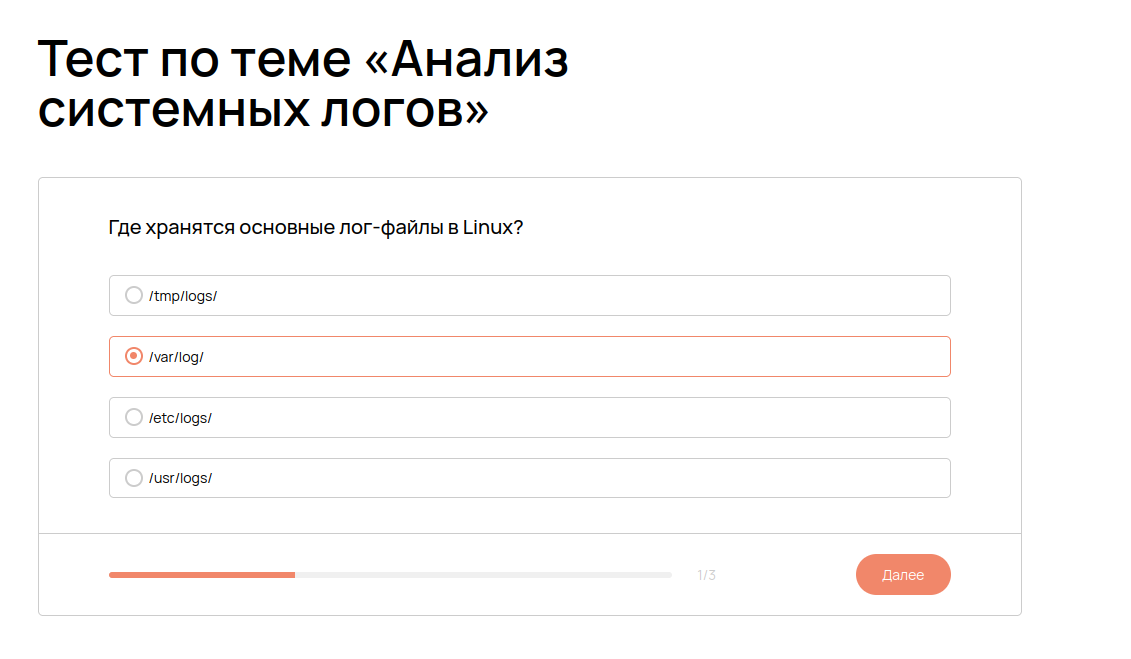 Тест по теме «Анализ
системных логов»
Где хранятся основные лог-файлы в Linux?
/tmp/logs/
/var/log/
/etc/logs/
/usr/logs/
1/3
Далее